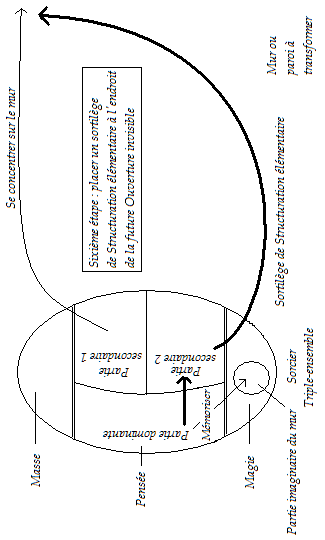 Se concentrer sur le mur
Sixième étape : placer un sortilège
de Structuration élémentaire à l'endroit
de la future Ouverture invisible
Mur ou
paroi à
transformer
Sortilège de Structuration élémentaire
Masse
Pensée
Magie
Partie
secondaire 1
Partie
secondaire 2
Partie dominante
Mémoriser
Sorcier
Triple-ensemble
Partie imaginaire du mur